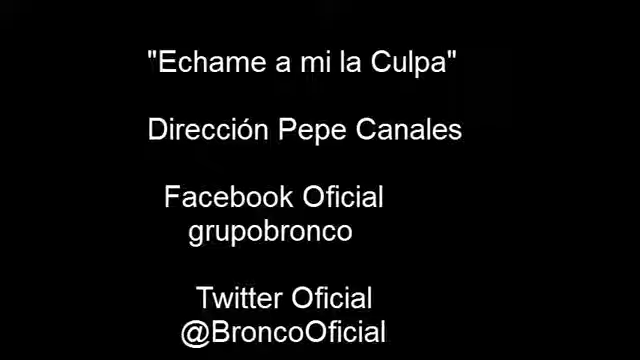 "Echame a mi la Culpa"
Dirección Pepe Canales
Facebook Oficial
grupobronco
Twitter Oficial
@BroncoOficial